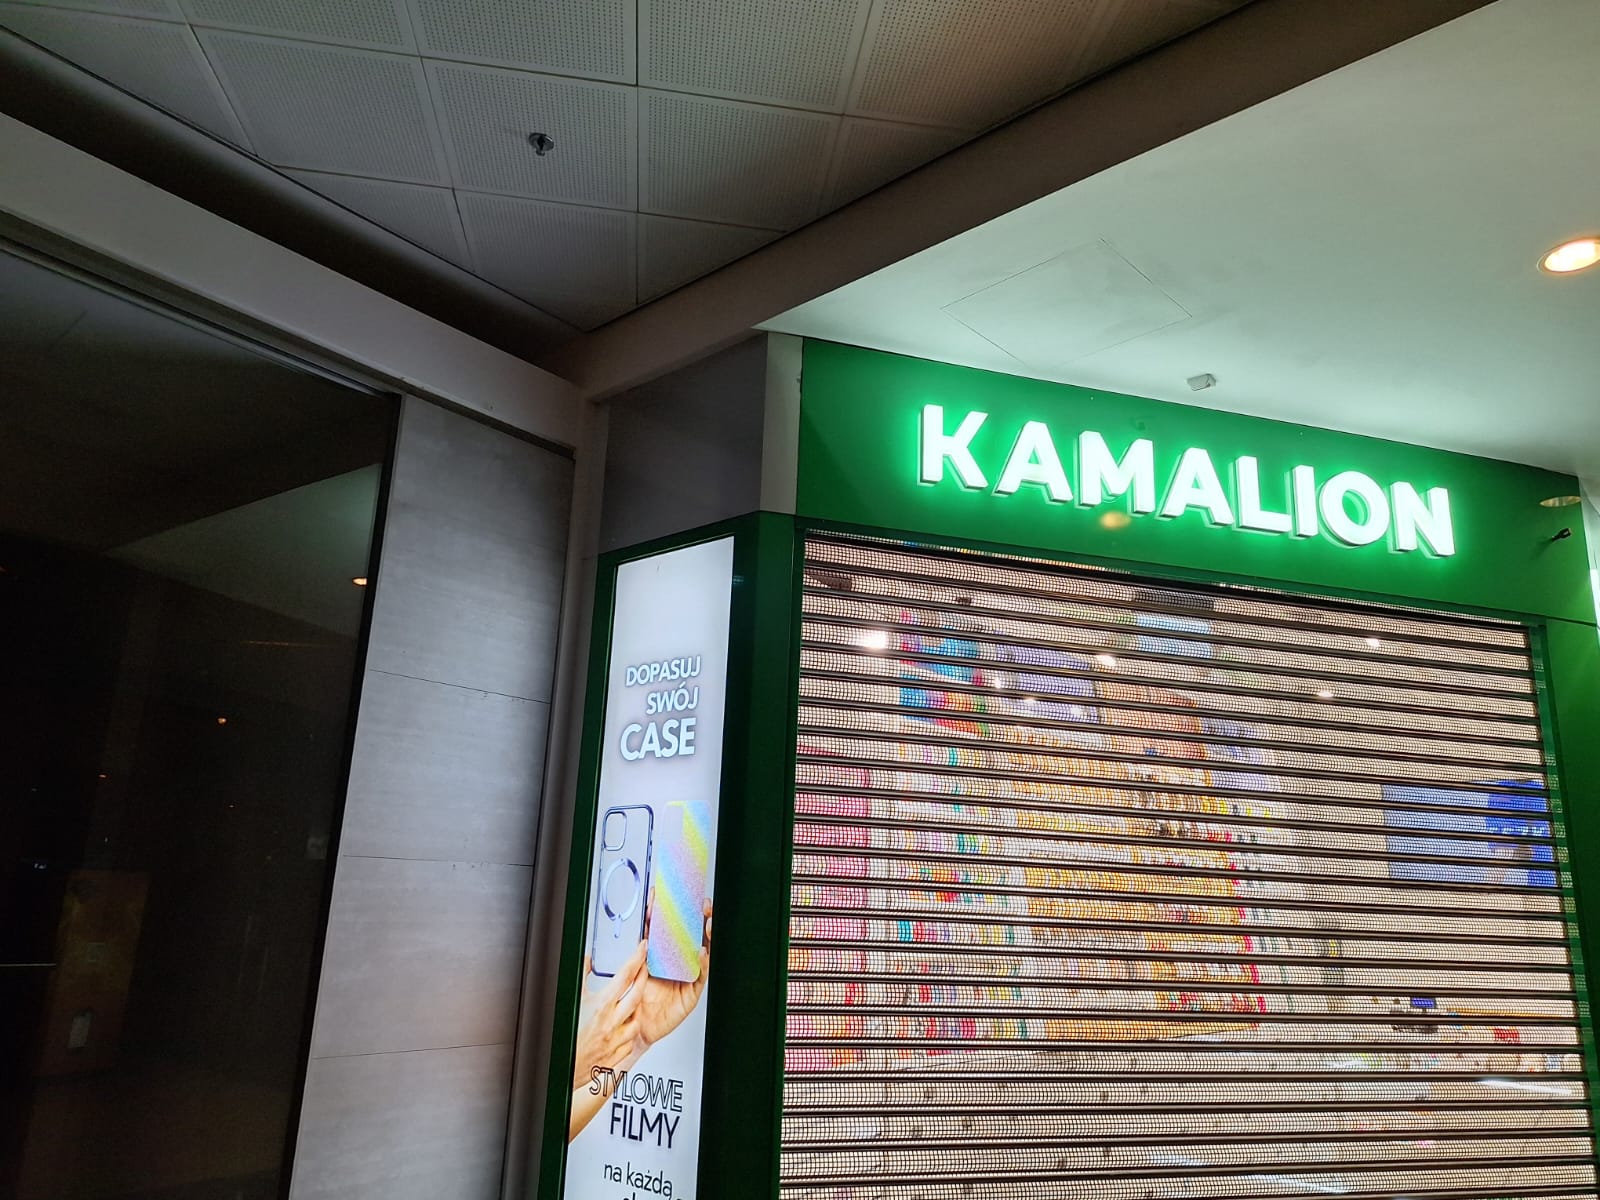 KAMALION
DOPASUJ
SWÓJ
CASE
STYLOWE
FILMY
na każdą